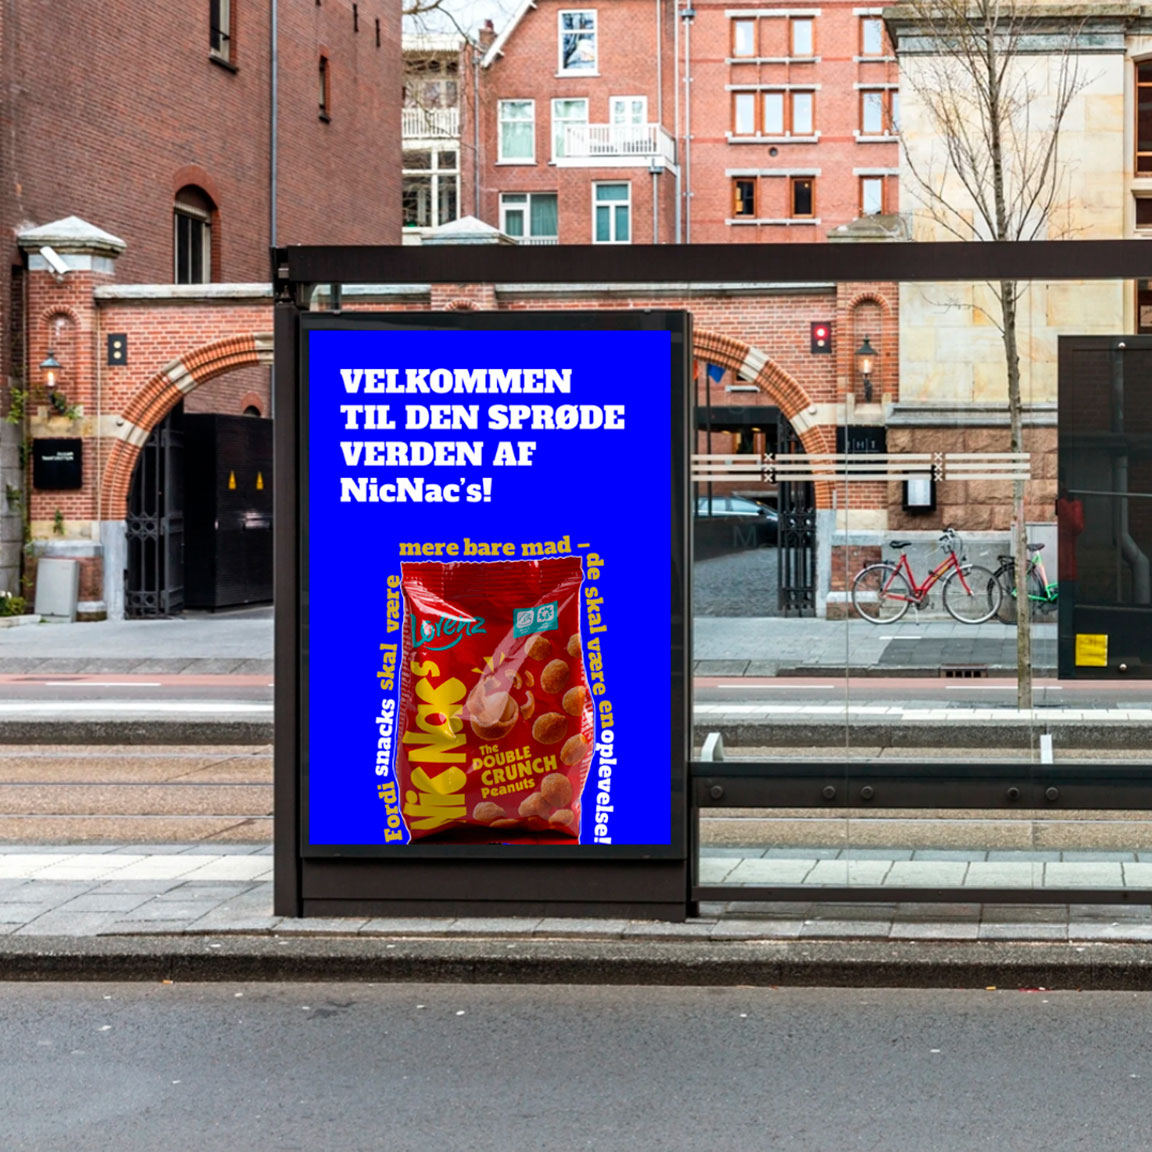 VELKOMMEN
TIL DEN SPRØDE
VERDEN AF
NicNac's!
Fordi snacks skal være
mere bare mad –
de skal være en oplevelse!
Lorenz
NicNac's
The
DOUBLE
CRUNCH
Peanuts